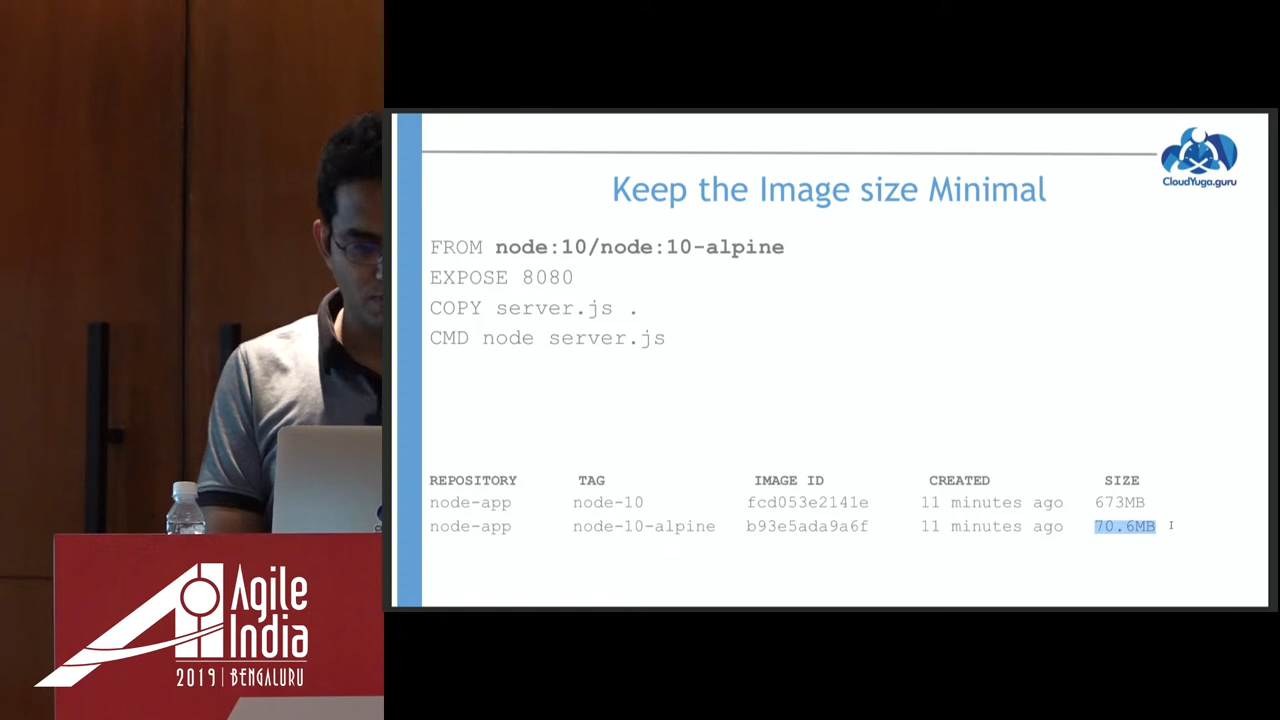 CloudYuga.guru
Keep the Image size Minimal
FROM node:10/node:10-alpine
EXPOSE 8080
COPY server.js .
CMD node server.js
REPOSITORY TAG IMAGE ID CREATED SIZE
node-app node-10 fcd053e2141e 11 minutes ago 673MB
node-app node-10-alpine b93e5ada9a6f 11 minutes ago 70.6MB
Agile
India
2019 | BENGALURU